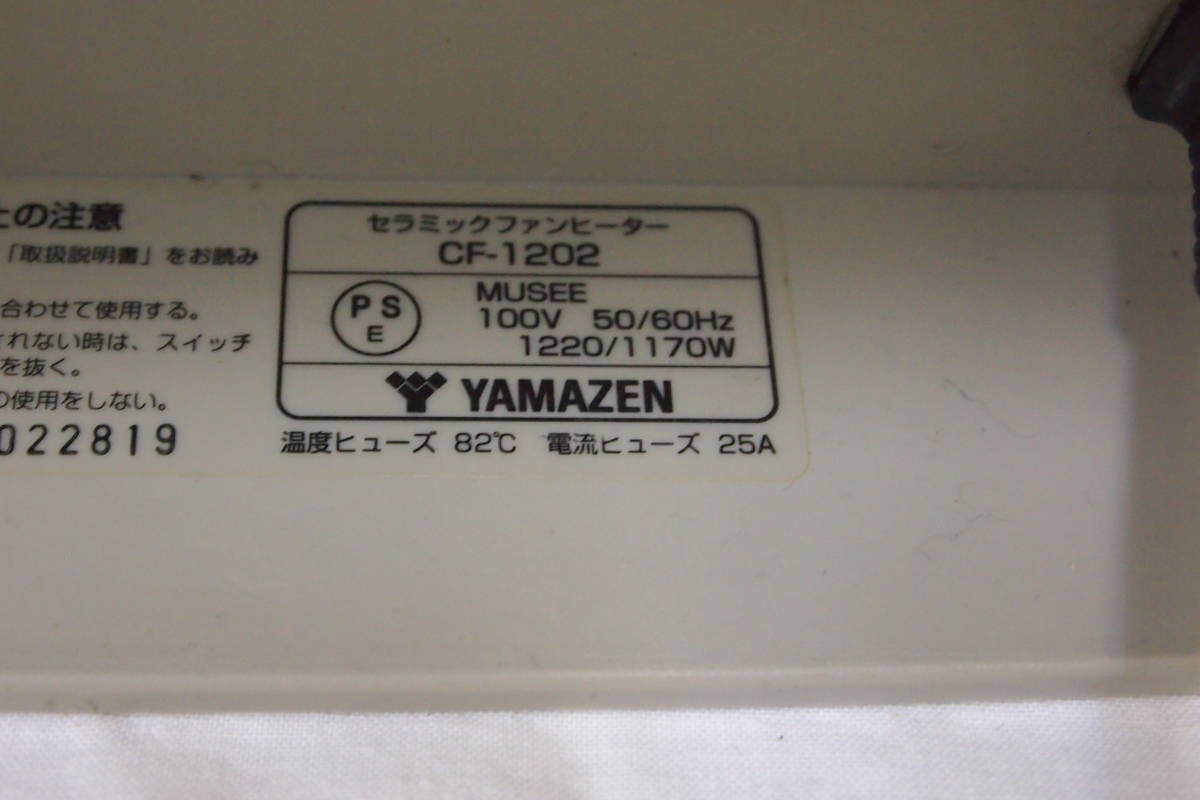 の注意
「取扱説明書」をお読み
合わせて使用する。
されない時は、スイッチ
を抜く。
の使用をしない。
022819
セラミックファンヒーター
CF-1202
PS
E
MUSEE
100V 50/60Hz
1220/1170W
YAMAZEN
温度ヒューズ 82℃ 電流ヒューズ 25A